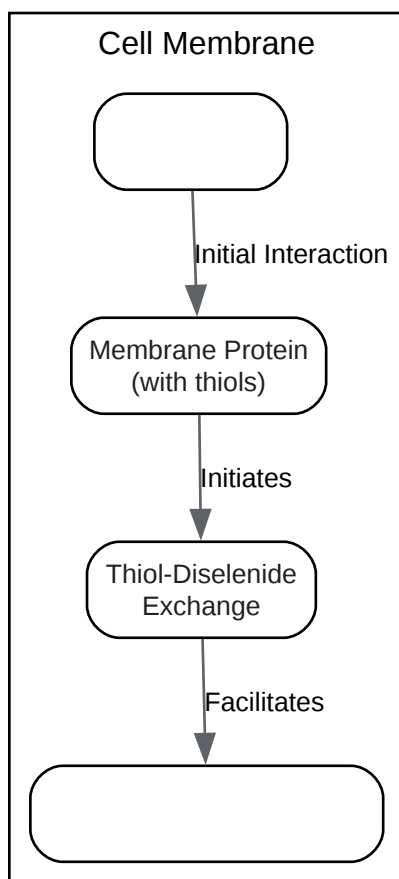 Cell Membrane
Initial Interaction
Membrane Protein
(with thiols)
Initiates
Thiol-Diselenide
Exchange
Facilitates